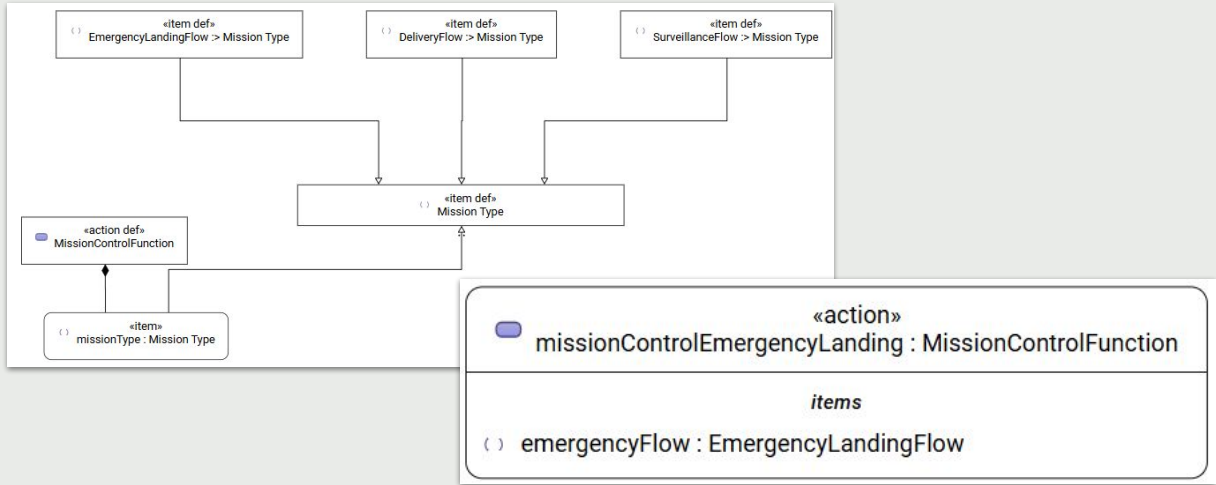 «item def»
EmergencyLandingFlow :> Mission Type
«item def»
DeliveryFlow :> Mission Type
«item def»
SurveillanceFlow :> Mission Type
«item def»
Mission Type
«action def»
MissionControlFunction
«item»
missionType : Mission Type
«action»
missionControlEmergencyLanding : MissionControlFunction
items
emergencyFlow : EmergencyLandingFlow